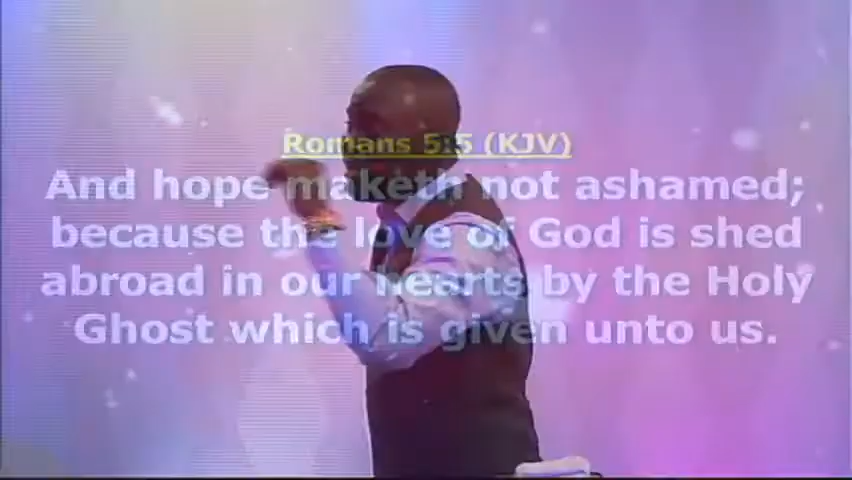 Romans 5:5 (KJV)
And hope maketh not ashamed;
because the love of God is shed
abroad in our hearts by the Holy
Ghost which is given unto us.